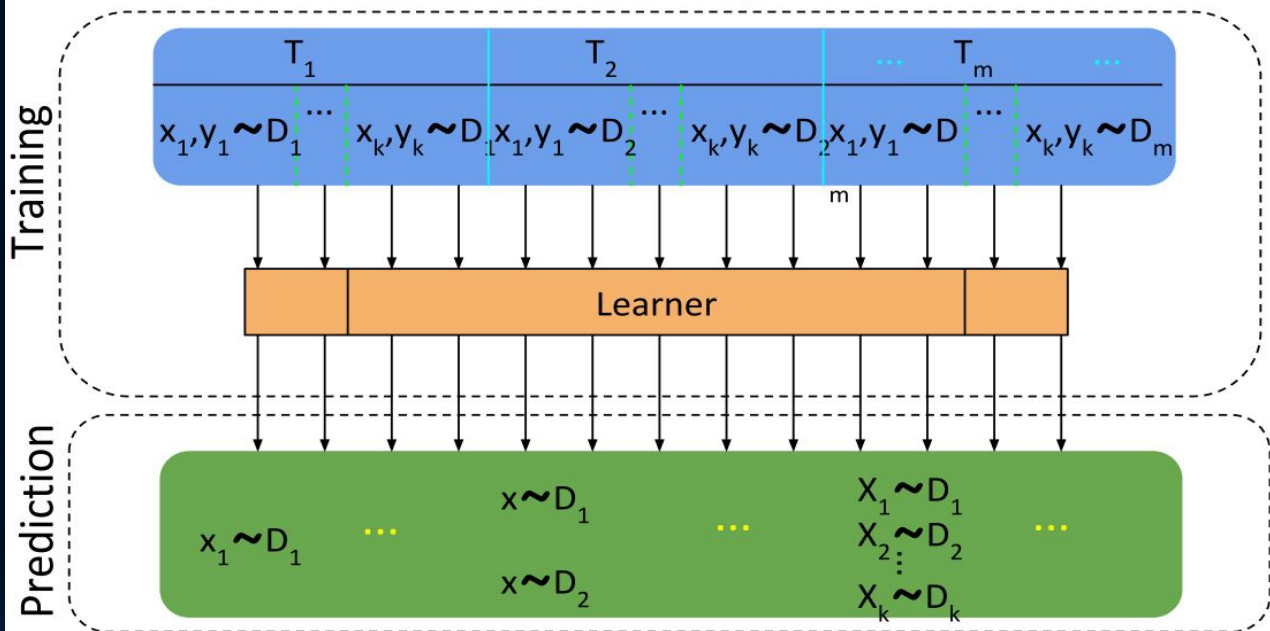 Training
T₁ T₂ ... Tₘ ...
x₁,y₁~D₁ ... xₖ,yₖ~D₁ x₁,y₁~D₂ ... xₖ,yₖ~D₂ x₁,y₁~D ... xₖ,yₖ~Dₘ
m
Learner
Prediction
x₁~D₁ ... x~D₁ ... X₁~D₁ ...
x~D₂ X₂~D₂
⋮
Xₖ~Dₖ